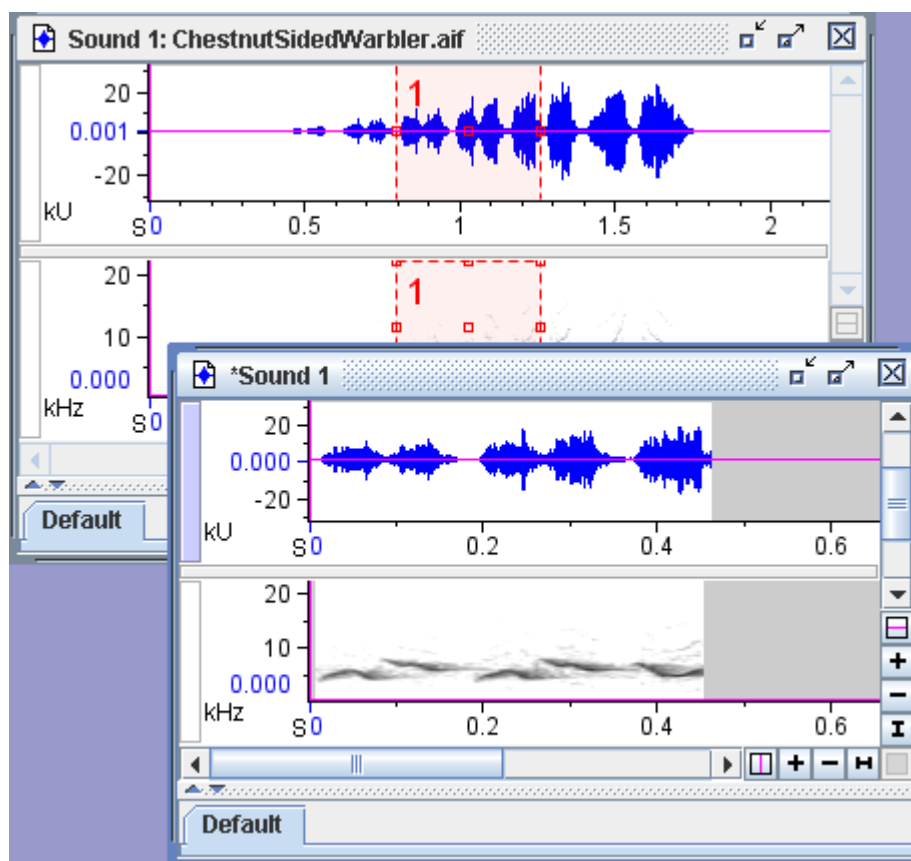 Sound 1: ChestnutSidedWarbler.aif
1
20
0.001
-20
kU
S0 0.5 1 1.5 2
1
20
10
0.000
kHz
S0
Default
*Sound 1
20
0.000
-20
kU
S0 0.2 0.4 0.6
20
10
0.000
kHz
S0 0.2 0.4 0.6
Default